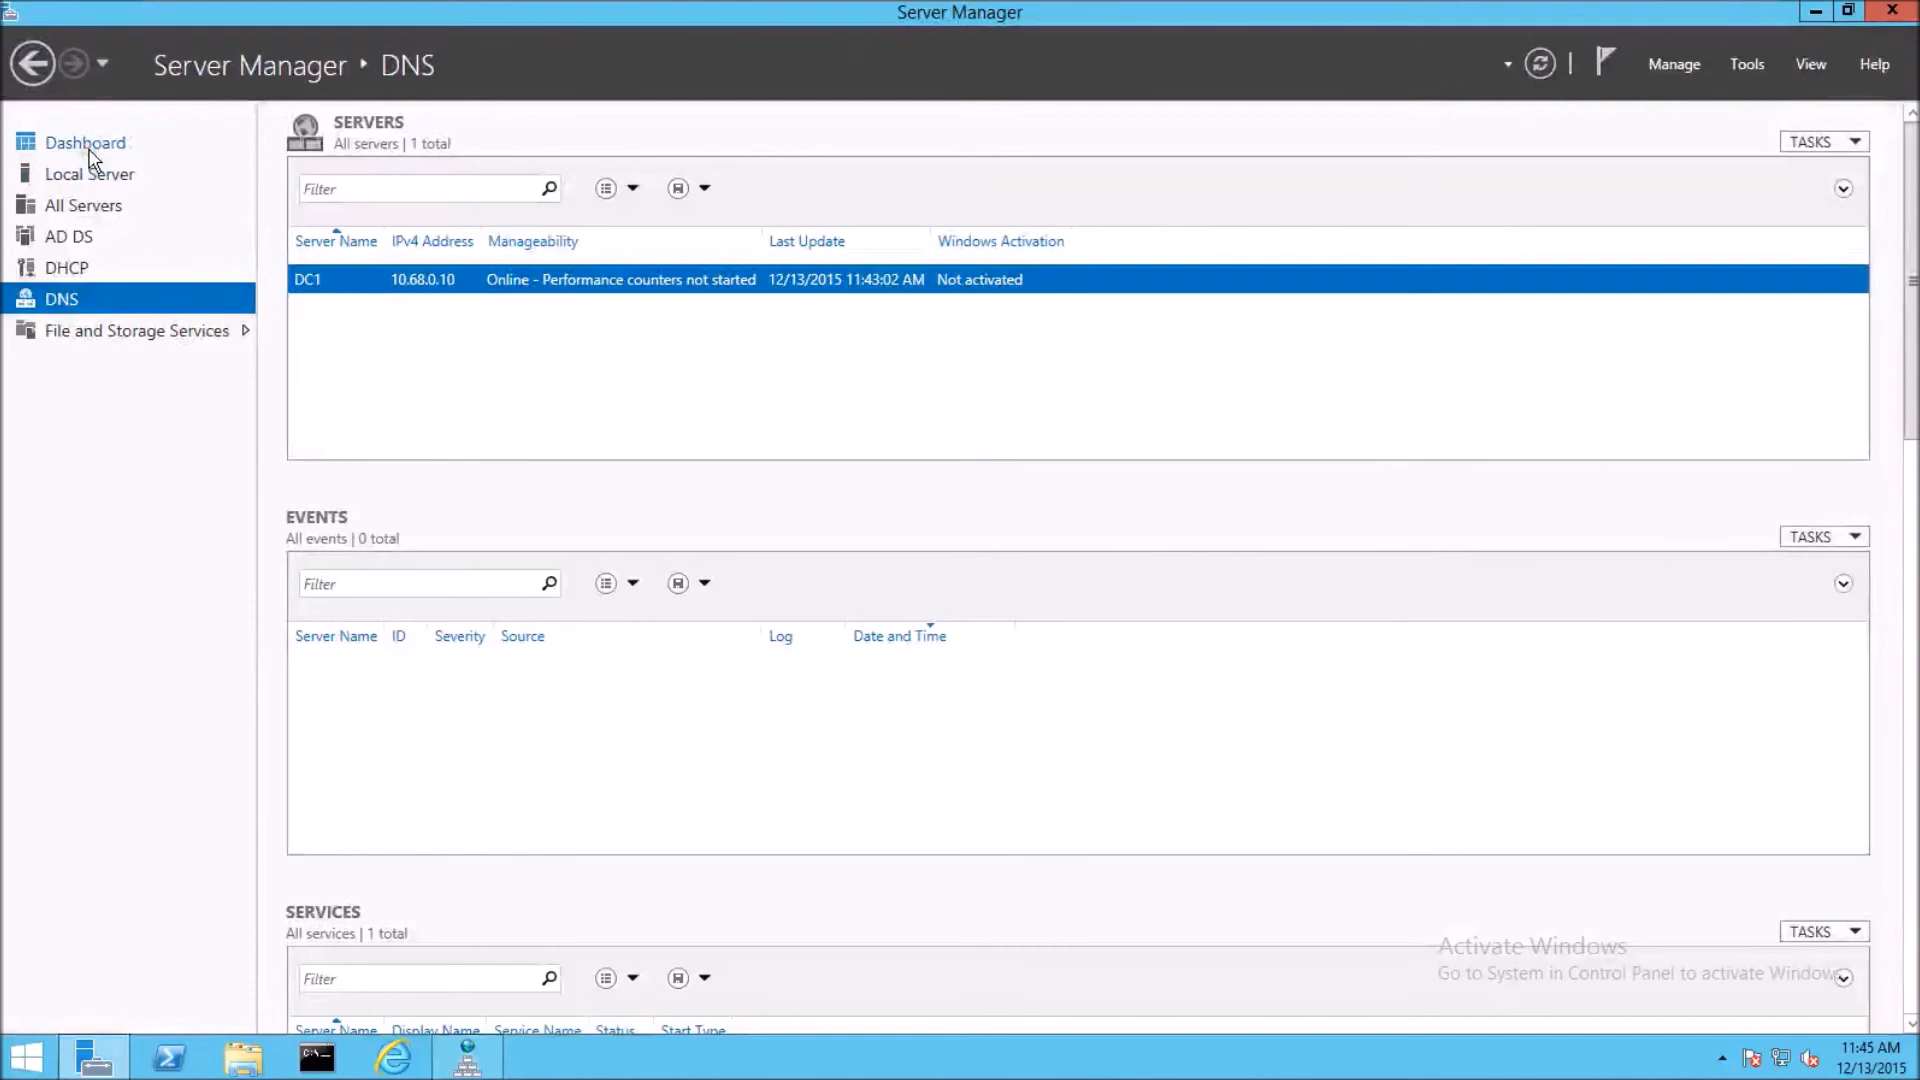 Server Manager
Server Manager DNS
Manage Tools View Help
Dashboard
Local Server
All Servers
AD DS
DHCP
DNS
File and Storage Services
SERVERS
All servers | 1 total
TASKS
Filter
Server Name IPv4 Address Manageability Last Update Windows Activation
DC1 10.68.0.10 Online - Performance counters not started 12/13/2015 11:43:02 AM Not activated
EVENTS
All events | 0 total
TASKS
Filter
Server Name ID Severity Source Log Date and Time
SERVICES
All services | 1 total
TASKS
Filter
Server Name Display Name Service Name Status Start Type
Activate Windows
Go to System in Control Panel to activate Windows
C:\_
11:45 AM
12/13/2015